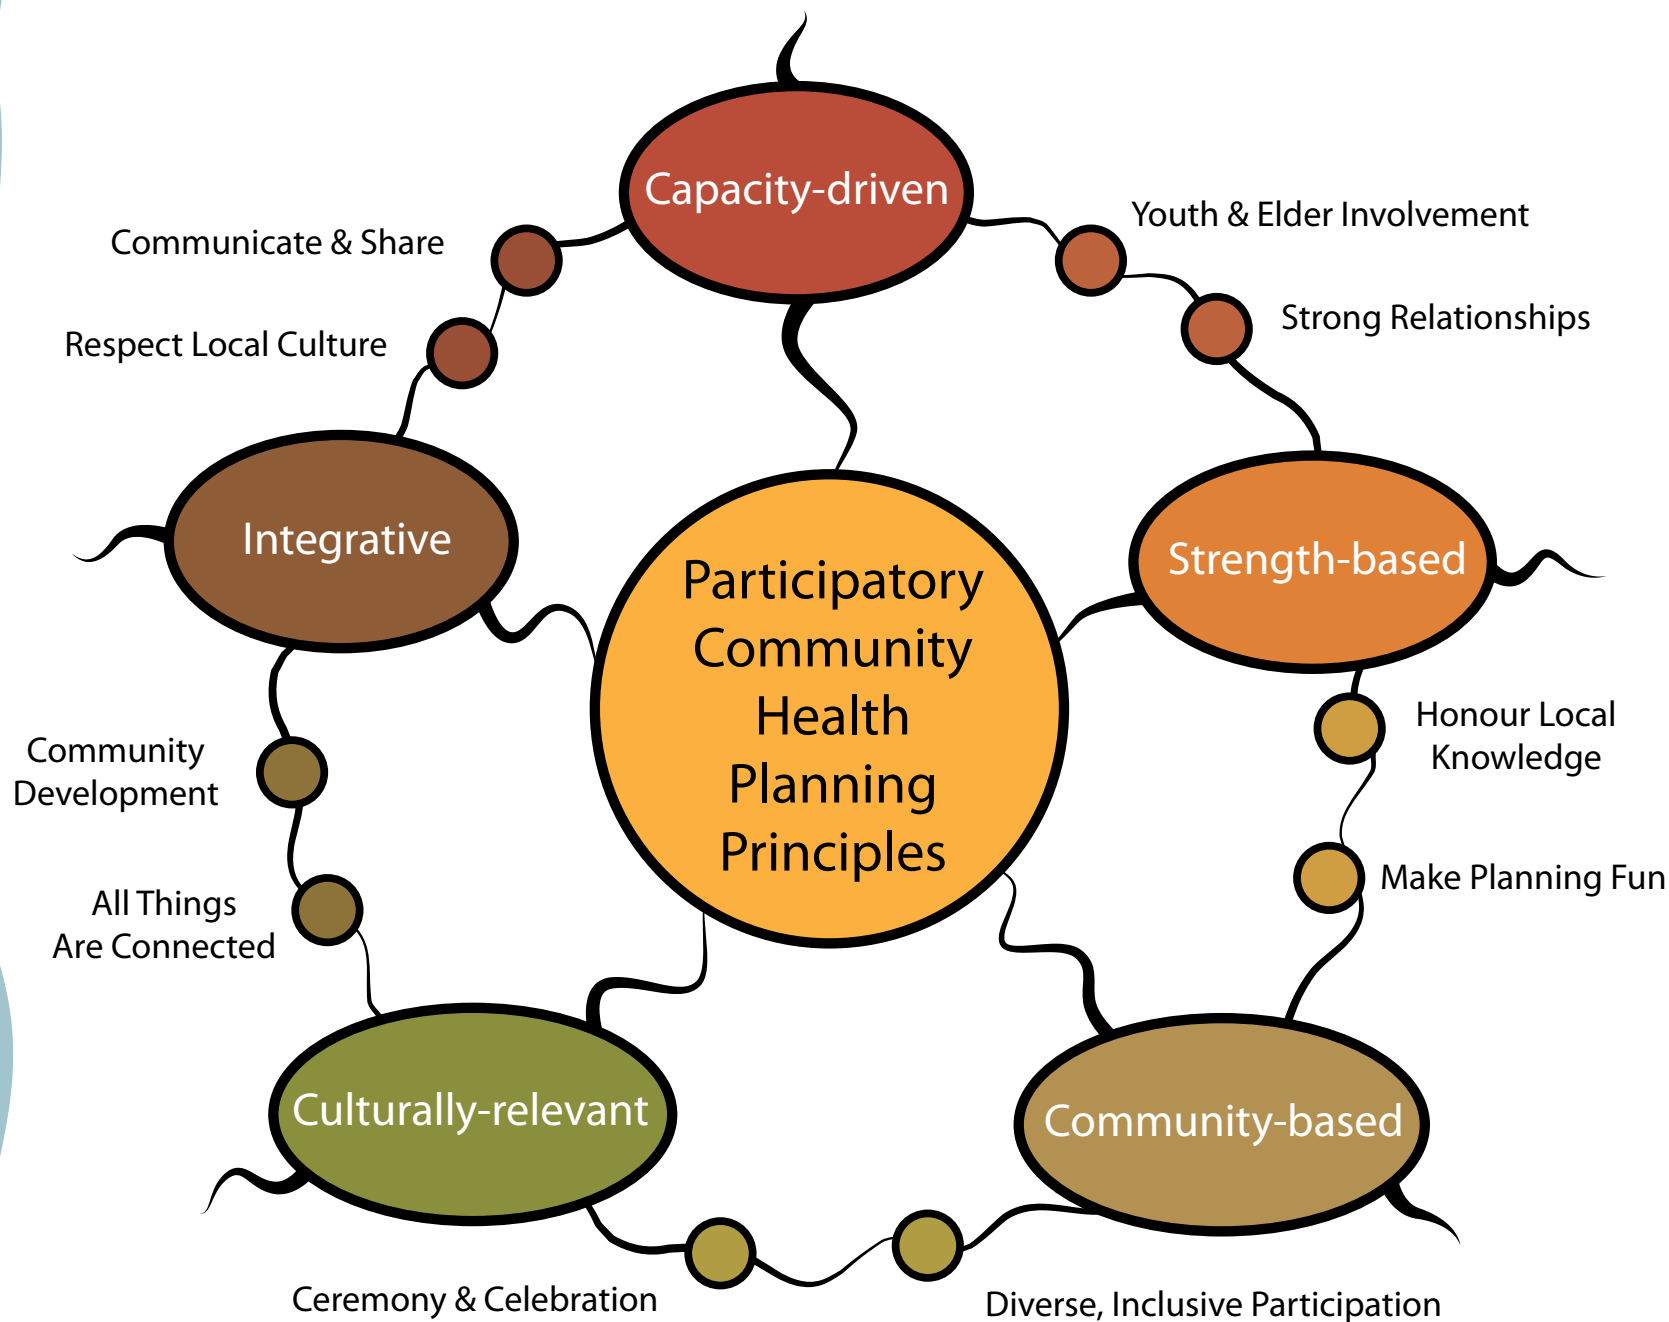 Capacity-driven
Youth & Elder Involvement
Communicate & Share
Strong Relationships
Respect Local Culture
Integrative
Strength-based
Participatory
Community
Health
Planning
Principles
Honour Local
Knowledge
Community
Development
Make Planning Fun
All Things
Are Connected
Culturally-relevant
Community-based
Ceremony & Celebration
Diverse, Inclusive Participation